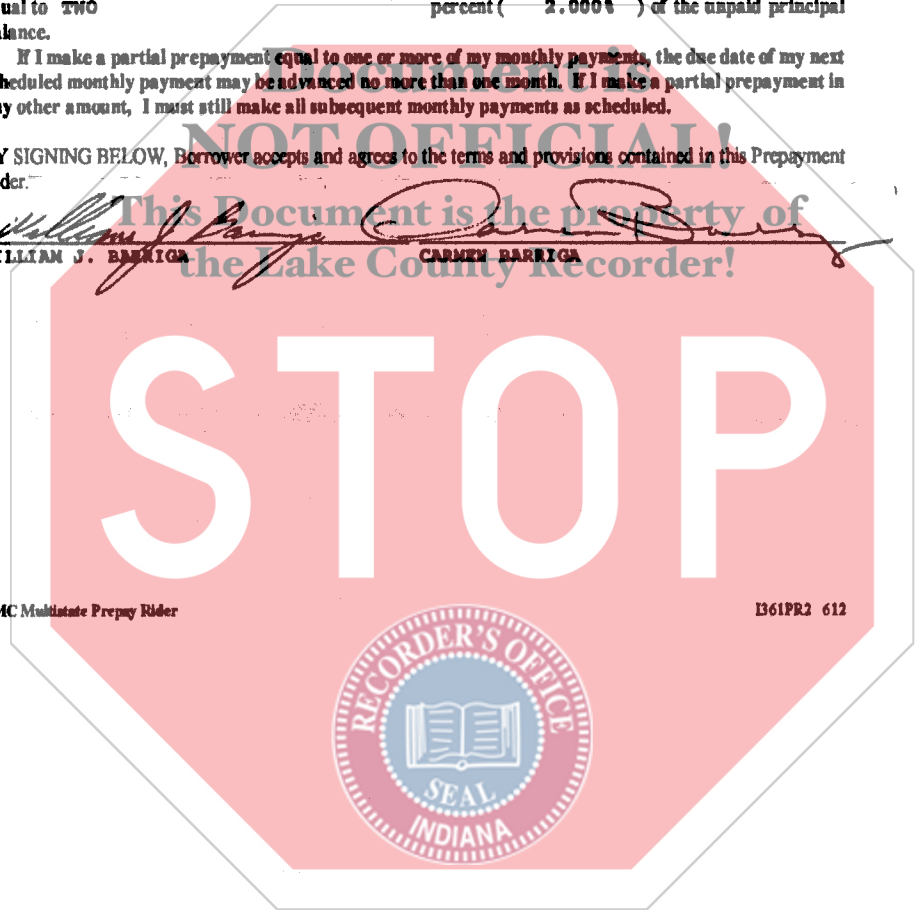 ual to TWO percent ( 2.000% ) of the unpaid principal
lance.
If I make a partial prepayment equal to one or more of my monthly payments, the due date of my next
heduled monthly payment may be advanced no more than one month. If I make a partial prepayment in
y other amount, I must still make all subsequent monthly payments as scheduled.
Document is
NOT OFFICIAL!
Y SIGNING BELOW, Borrower accepts and agrees to the terms and provisions contained in this Prepayment
der.
This Document is the property of
the Lake County Recorder!
William J. Barriga Carmen Barriga
ILLIAM J. BARRIGA CARMEN BARRIGA
STOP
MC Multistate Prepay Rider I361PR2 612
RECORDER'S OFFICE
SEAL
INDIANA